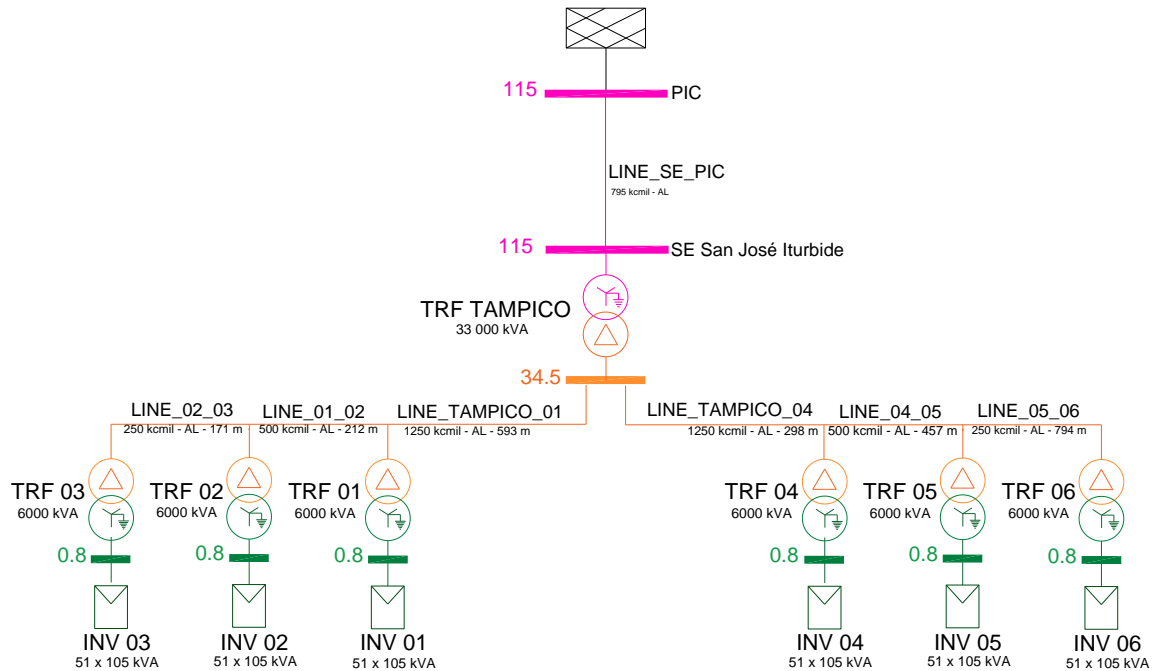 115 PIC
LINE_SE_PIC
795 kcmil - AL
115 SE San José Iturbide
TRF TAMPICO
33 000 kVA
34.5
LINE_02_03 LINE_01_02 LINE_TAMPICO_01 LINE_TAMPICO_04 LINE_04_05 LINE_05_06
250 kcmil - AL - 171 m 500 kcmil - AL - 212 m 1250 kcmil - AL - 593 m 1250 kcmil - AL - 298 m 500 kcmil - AL - 457 m 250 kcmil - AL - 794 m
TRF 03 TRF 02 TRF 01 TRF 04 TRF 05 TRF 06
6000 kVA 6000 kVA 6000 kVA 6000 kVA 6000 kVA 6000 kVA
0.8 0.8 0.8 0.8 0.8 0.8
INV 03 INV 02 INV 01 INV 04 INV 05 INV 06
51 x 105 kVA 51 x 105 kVA 51 x 105 kVA 51 x 105 kVA 51 x 105 kVA 51 x 105 kVA